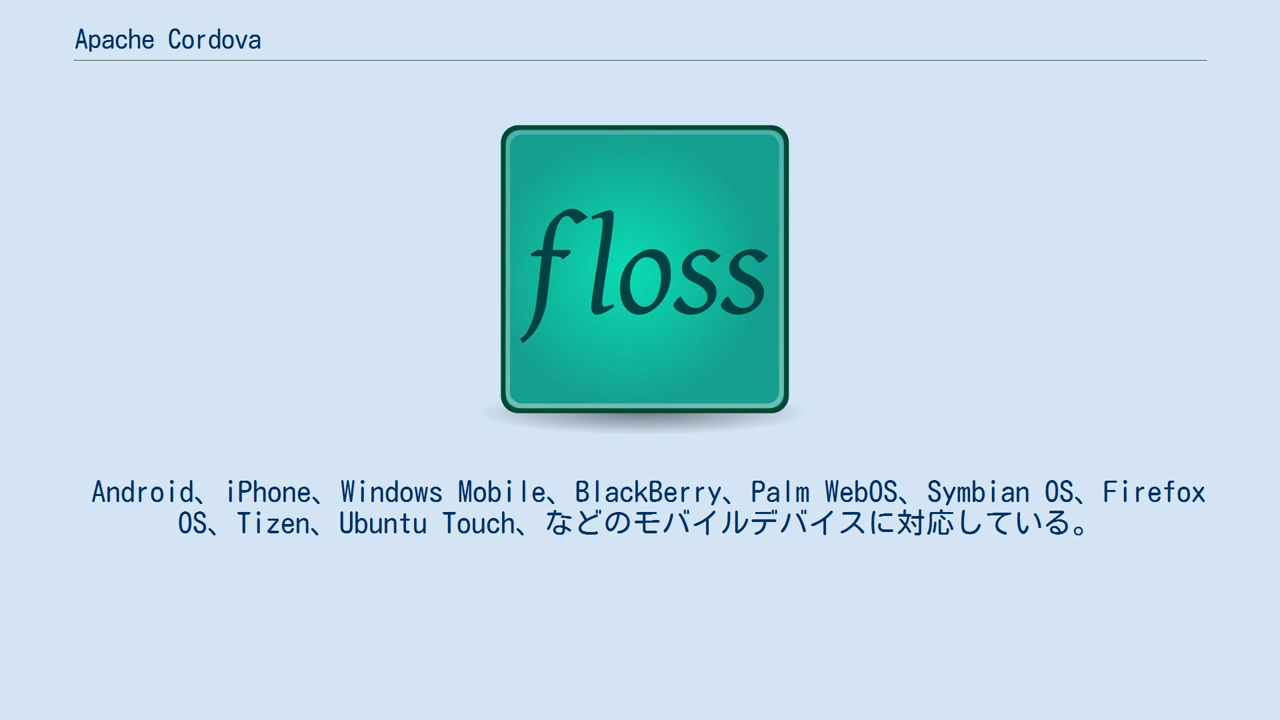 Apache Cordova
floss
Android、iPhone、Windows Mobile、BlackBerry、Palm WebOS、Symbian OS、Firefox
OS、Tizen、Ubuntu Touch、などのモバイルデバイスに対応している。